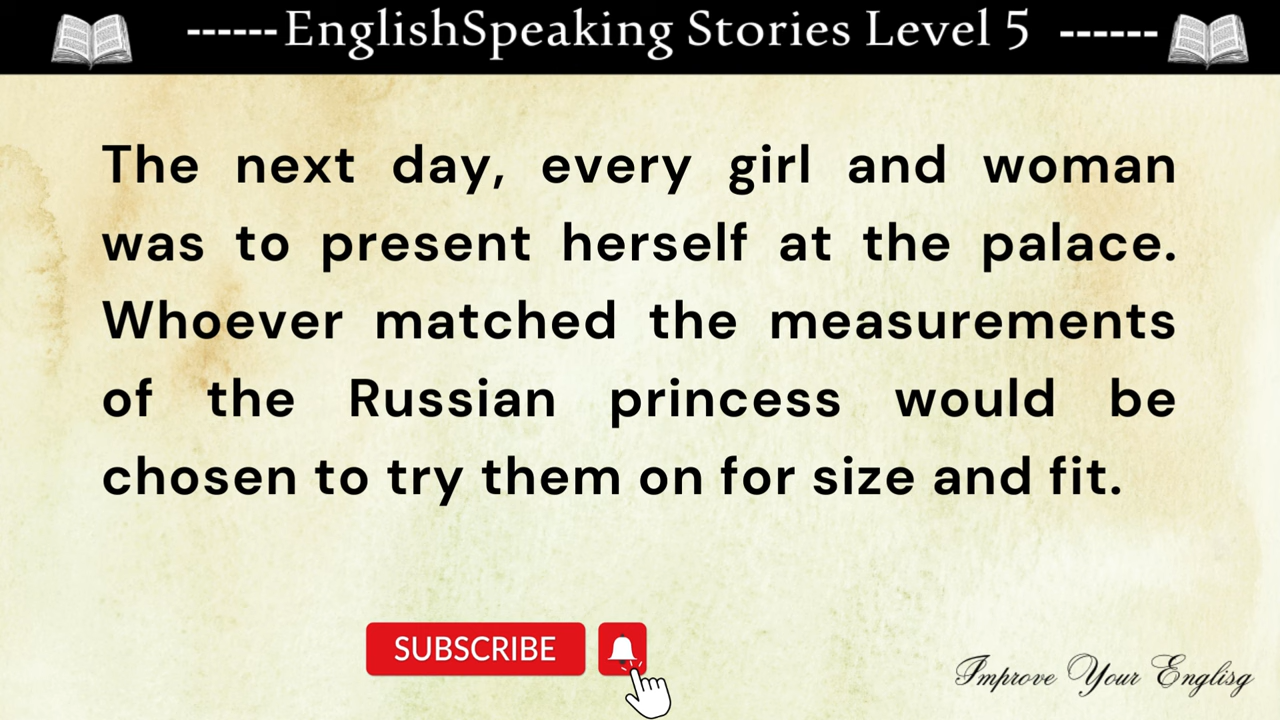 ------EnglishSpeaking Stories Level 5 ------
The next day, every girl and woman
was to present herself at the palace.
Whoever matched the measurements
of the Russian princess would be
chosen to try them on for size and fit.
SUBSCRIBE
Improve Your Englisg